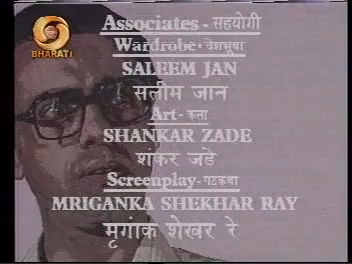 Associates - सहयोगी
BHARATI
Wardrobe - वेशभूषा
SALEEM JAN
सलीम जान
Art - कला
SHANKAR ZADE
शंकर जडे
Screenplay - पटकथा
MRIGANKA SHEKHAR RAY
मृगांक शेखर रे